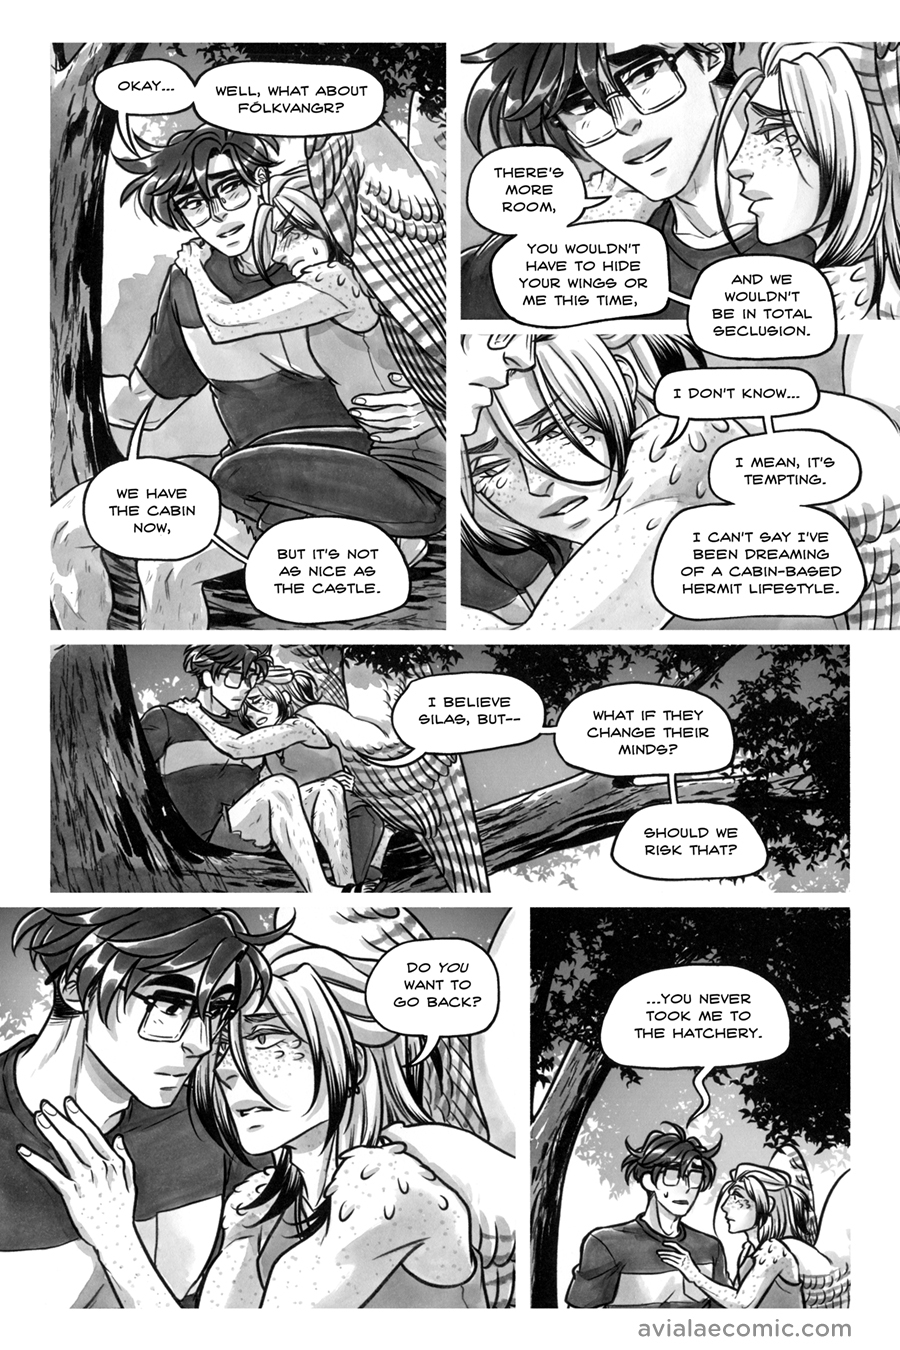 OKAY...
WELL, WHAT ABOUT
FÓLKVANGR?
WE HAVE
THE CABIN
NOW,
BUT IT'S NOT
AS NICE AS
THE CASTLE.
THERE'S
MORE
ROOM,
YOU WOULDN'T
HAVE TO HIDE
YOUR WINGS OR
ME THIS TIME,
AND WE
WOULDN'T
BE IN TOTAL
SECLUSION.
I DON'T KNOW...
I MEAN, IT'S
TEMPTING.
I CAN'T SAY I'VE
BEEN DREAMING
OF A CABIN-BASED
HERMIT LIFESTYLE.
I BELIEVE
SILAS, BUT--
WHAT IF THEY
CHANGE THEIR
MINDS?
SHOULD WE
RISK THAT?
DO YOU
WANT TO
GO BACK?
...YOU NEVER
TOOK ME TO
THE HATCHERY.
avialaecomic.com